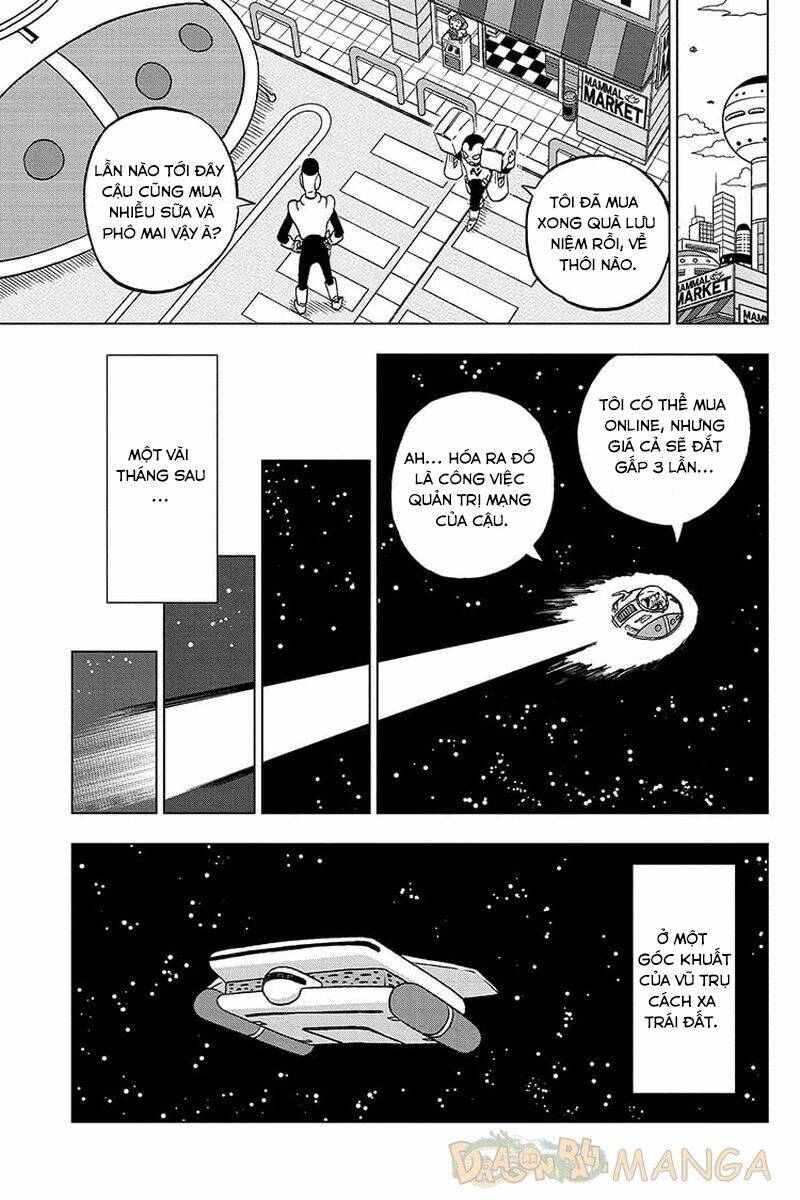 MAMMAL
MARKET
MAMMAL
MARKET
MAM
MAR
TÔI ĐÃ MUA
XONG QUÀ LƯU
NIỆM RỒI, VỀ
THÔI NÀO.
LẦN NÀO TỚI ĐÂY
CẬU CŨNG MUA
NHIỀU SỮA VÀ
PHÔ MAI VẬY À?
TÔI CÓ THỂ MUA
ONLINE, NHƯNG
GIÁ CẢ SẼ ĐẮT
GẤP 3 LẦN...
AH... HÓA RA ĐÓ
LÀ CÔNG VIỆC
QUẢN TRỊ MẠNG
CỦA CẬU.
MỘT VÀI
THÁNG SAU
...
Ở MỘT
GÓC KHUẤT
CỦA VŨ TRỤ
CÁCH XA
TRÁI ĐẤT.
DRAGON BALL-MANGA